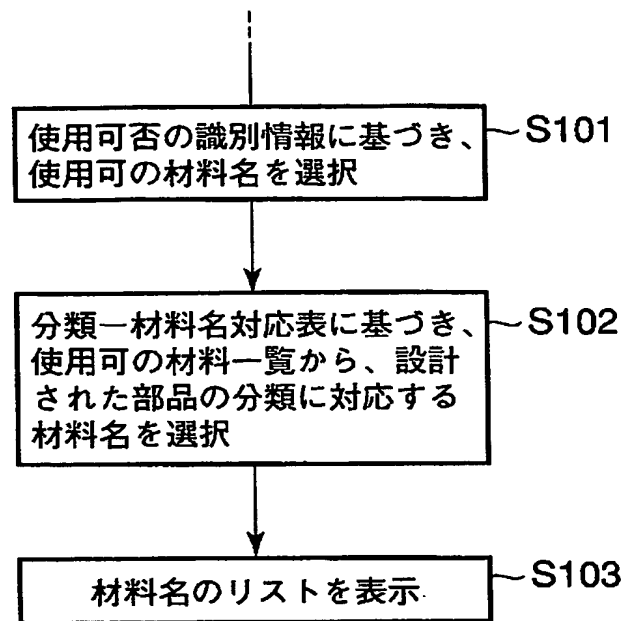 使用可否の識別情報に基づき、
使用可の材料名を選択
S101
分類一材料名対応表に基づき、
使用可の材料一覧から、設計
された部品の分類に対応する
材料名を選択
S102
材料名のリストを表示
S103